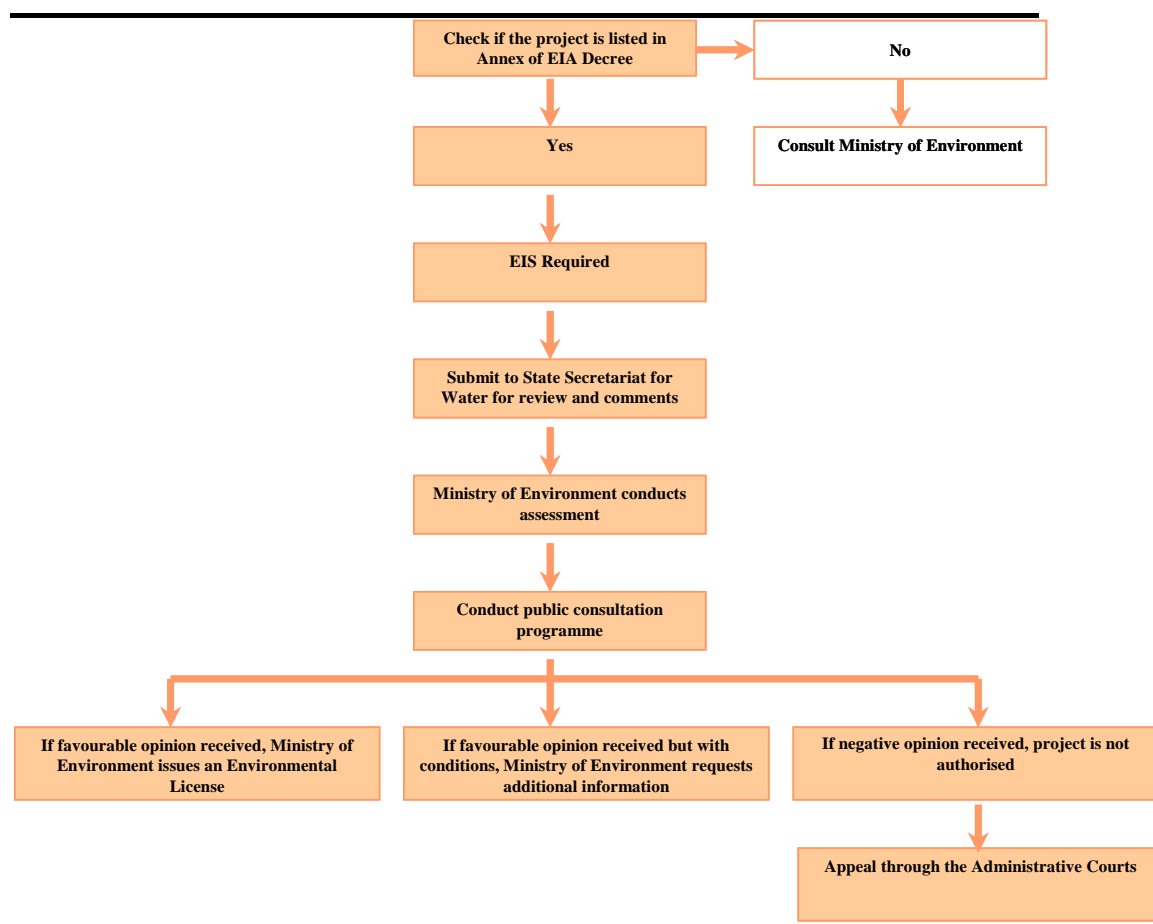 Check if the project is listed in
Annex of EIA Decree
No
Yes
Consult Ministry of Environment
EIS Required
Submit to State Secretariat for
Water for review and comments
Ministry of Environment conducts
assessment
Conduct public consultation
programme
If favourable opinion received, Ministry of
Environment issues an Environmental
License
If favourable opinion received but with
conditions, Ministry of Environment requests
additional information
If negative opinion received, project is not
authorised
Appeal through the Administrative Courts